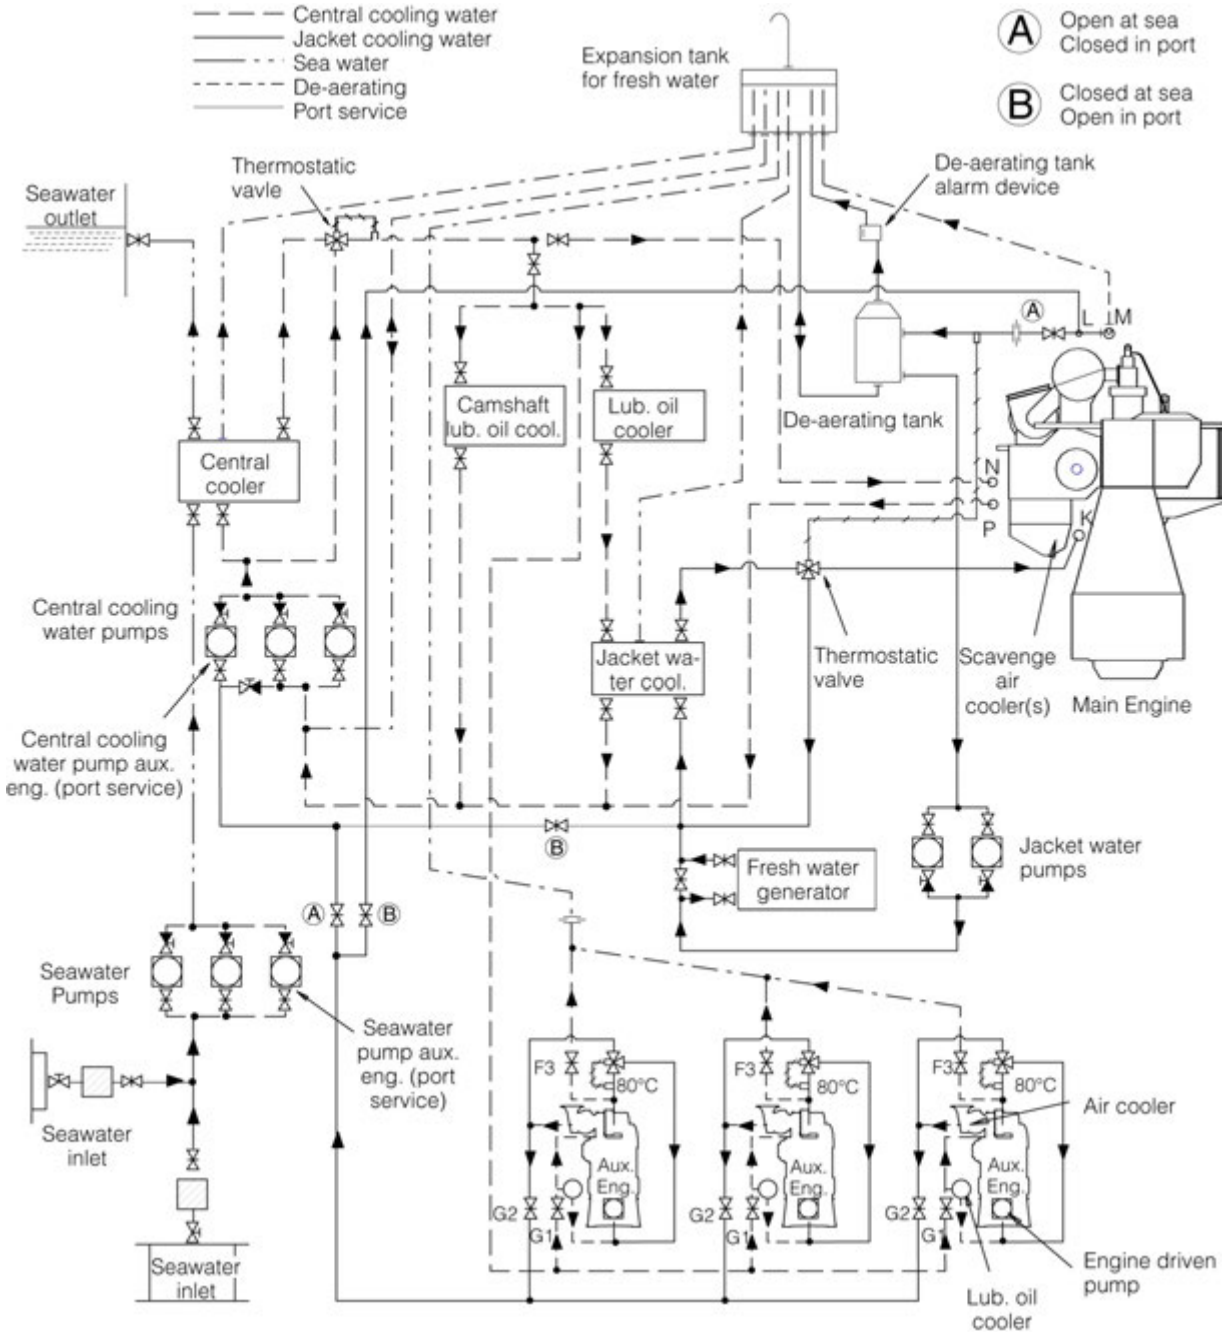 Central cooling water
Jacket cooling water
Sea water
De-aerating
Port service
Expansion tank
for fresh water
A
Open at sea
Closed in port
B
Closed at sea
Open in port
Thermostatic
vavle
De-aerating tank
alarm device
Seawater
outlet
A
L
M
Camshaft
lub. oil cool.
Lub. oil
cooler
De-aerating tank
Central
cooler
N
P
K
Central cooling
water pumps
Jacket wa-
ter cool.
Thermostatic
valve
Scavenge
air
cooler(s)
Main Engine
Central cooling
water pump aux.
eng. (port service)
B
Fresh water
generator
Jacket water
pumps
A
B
Seawater
Pumps
Seawater
pump aux.
eng. (port
service)
Seawater
inlet
Seawater
inlet
F3
80°C
Aux.
Eng.
G2
G1
F3
80°C
Aux.
Eng.
G2
G1
F3
80°C
Air cooler
Aux.
Eng.
G2
G1
Engine driven
pump
Lub. oil
cooler